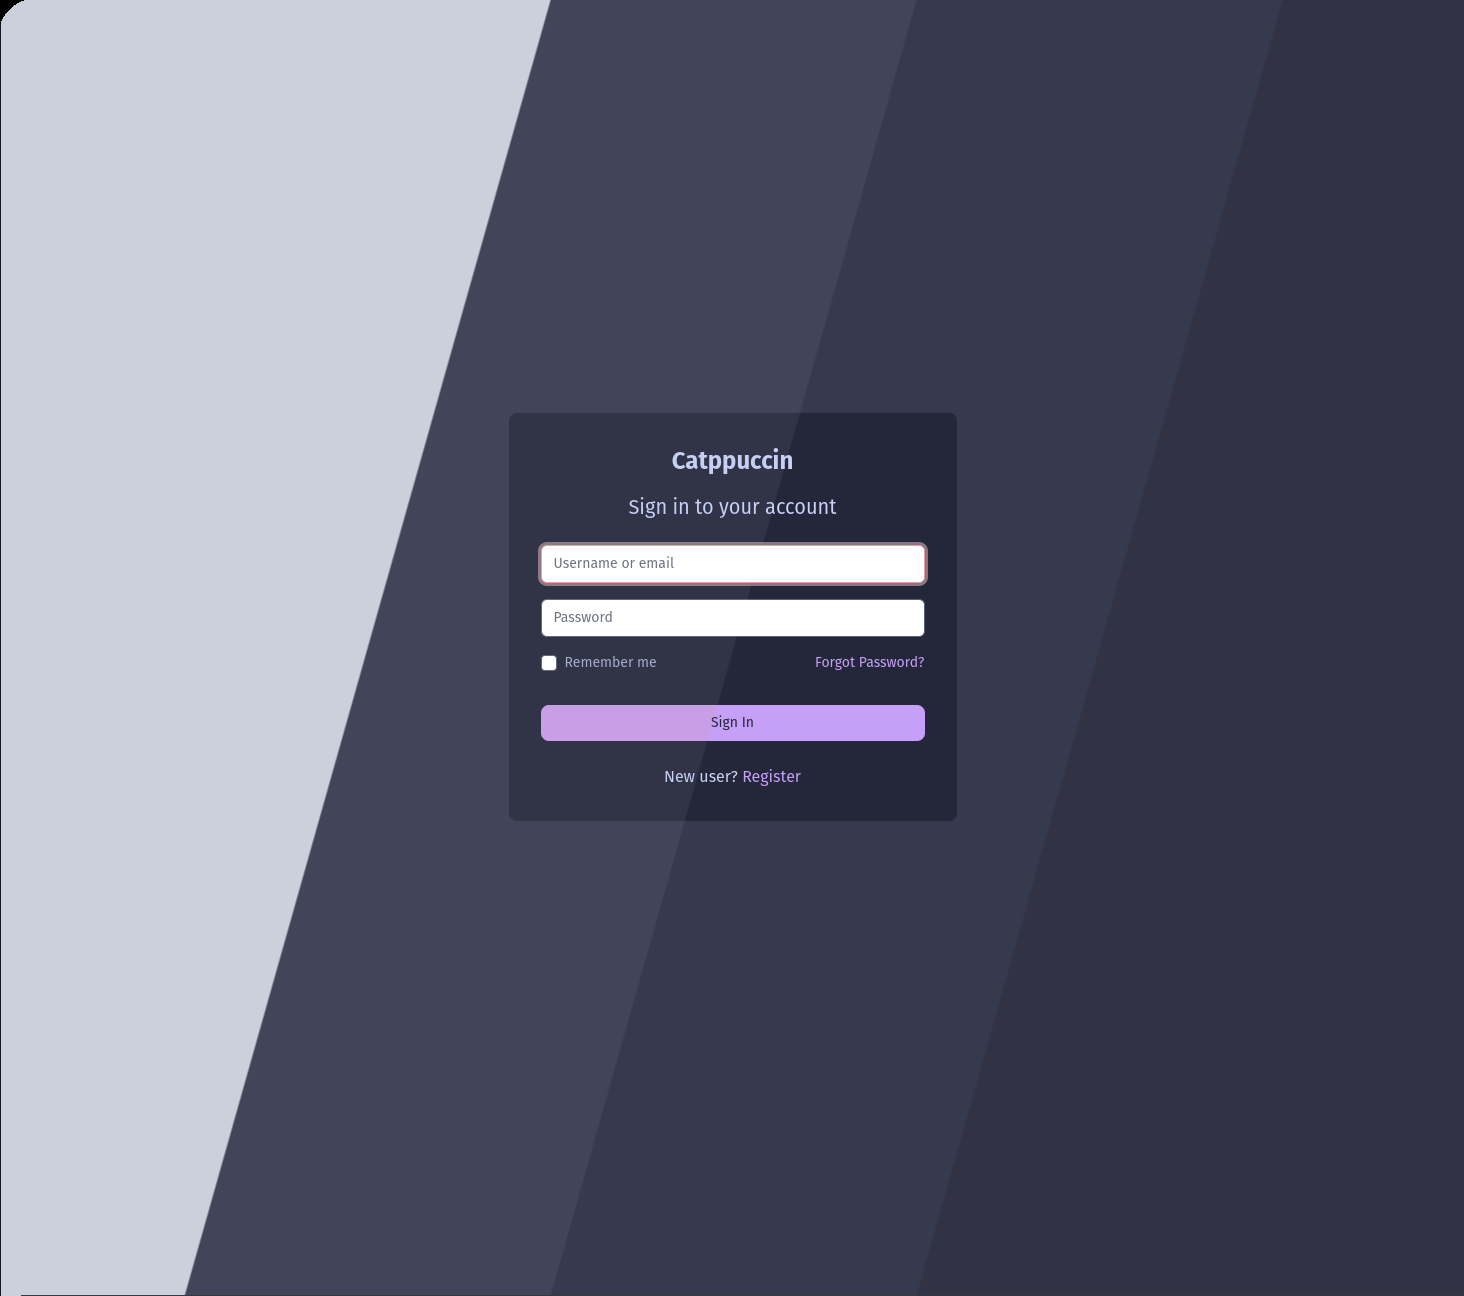 Catppuccin
Sign in to your account
Username or email
Password
Remember me
Forgot Password?
Sign In
New user? Register